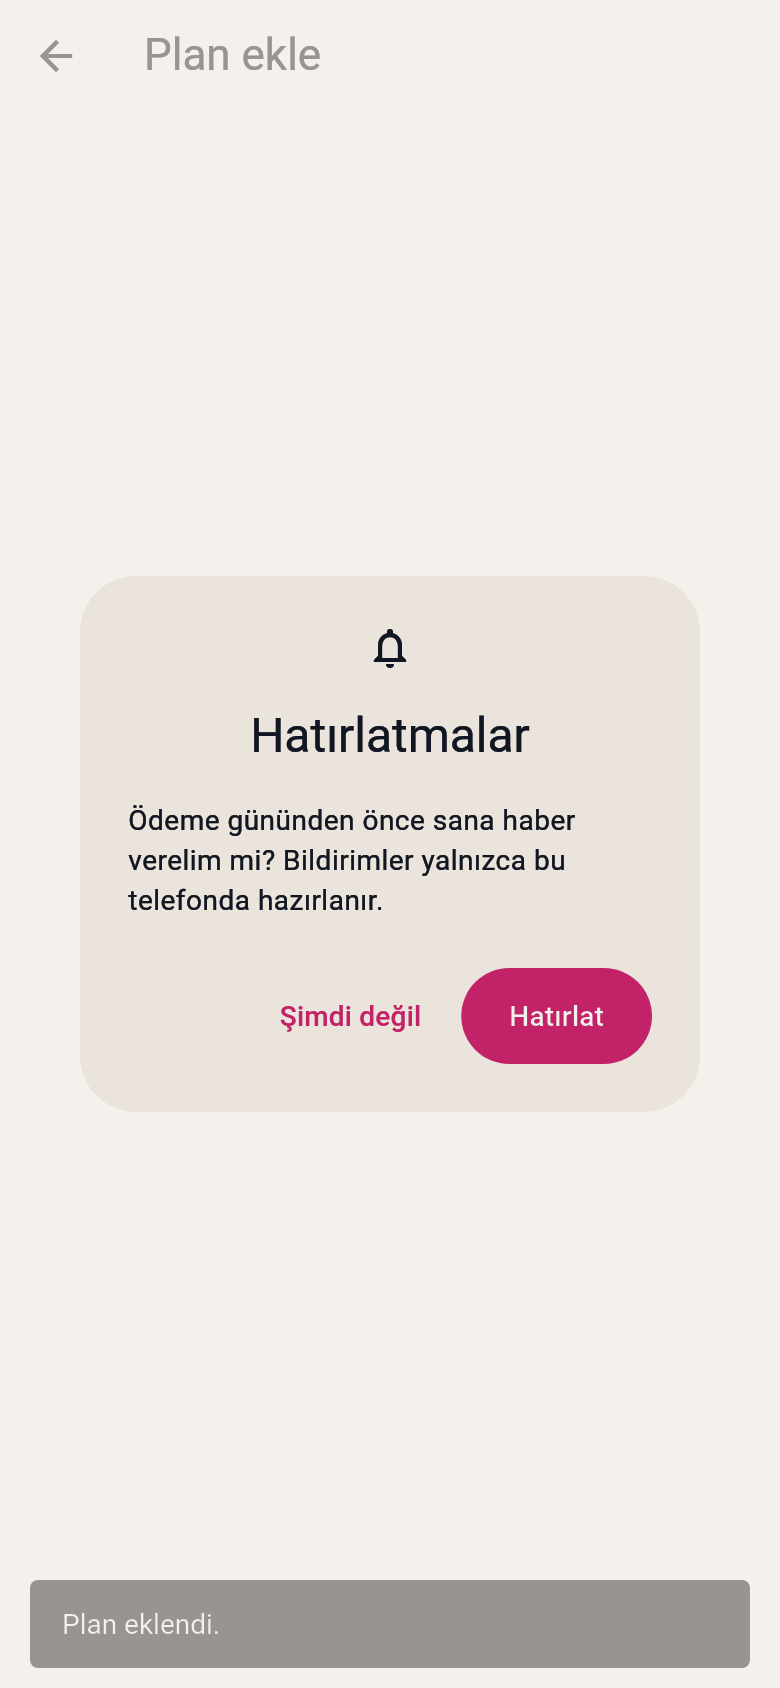 Plan ekle
Hatırlatmalar
Ödeme gününden önce sana haber
verelim mi? Bildirimler yalnızca bu
telefonda hazırlanır.
Şimdi değil
Hatırlat
Plan eklendi.